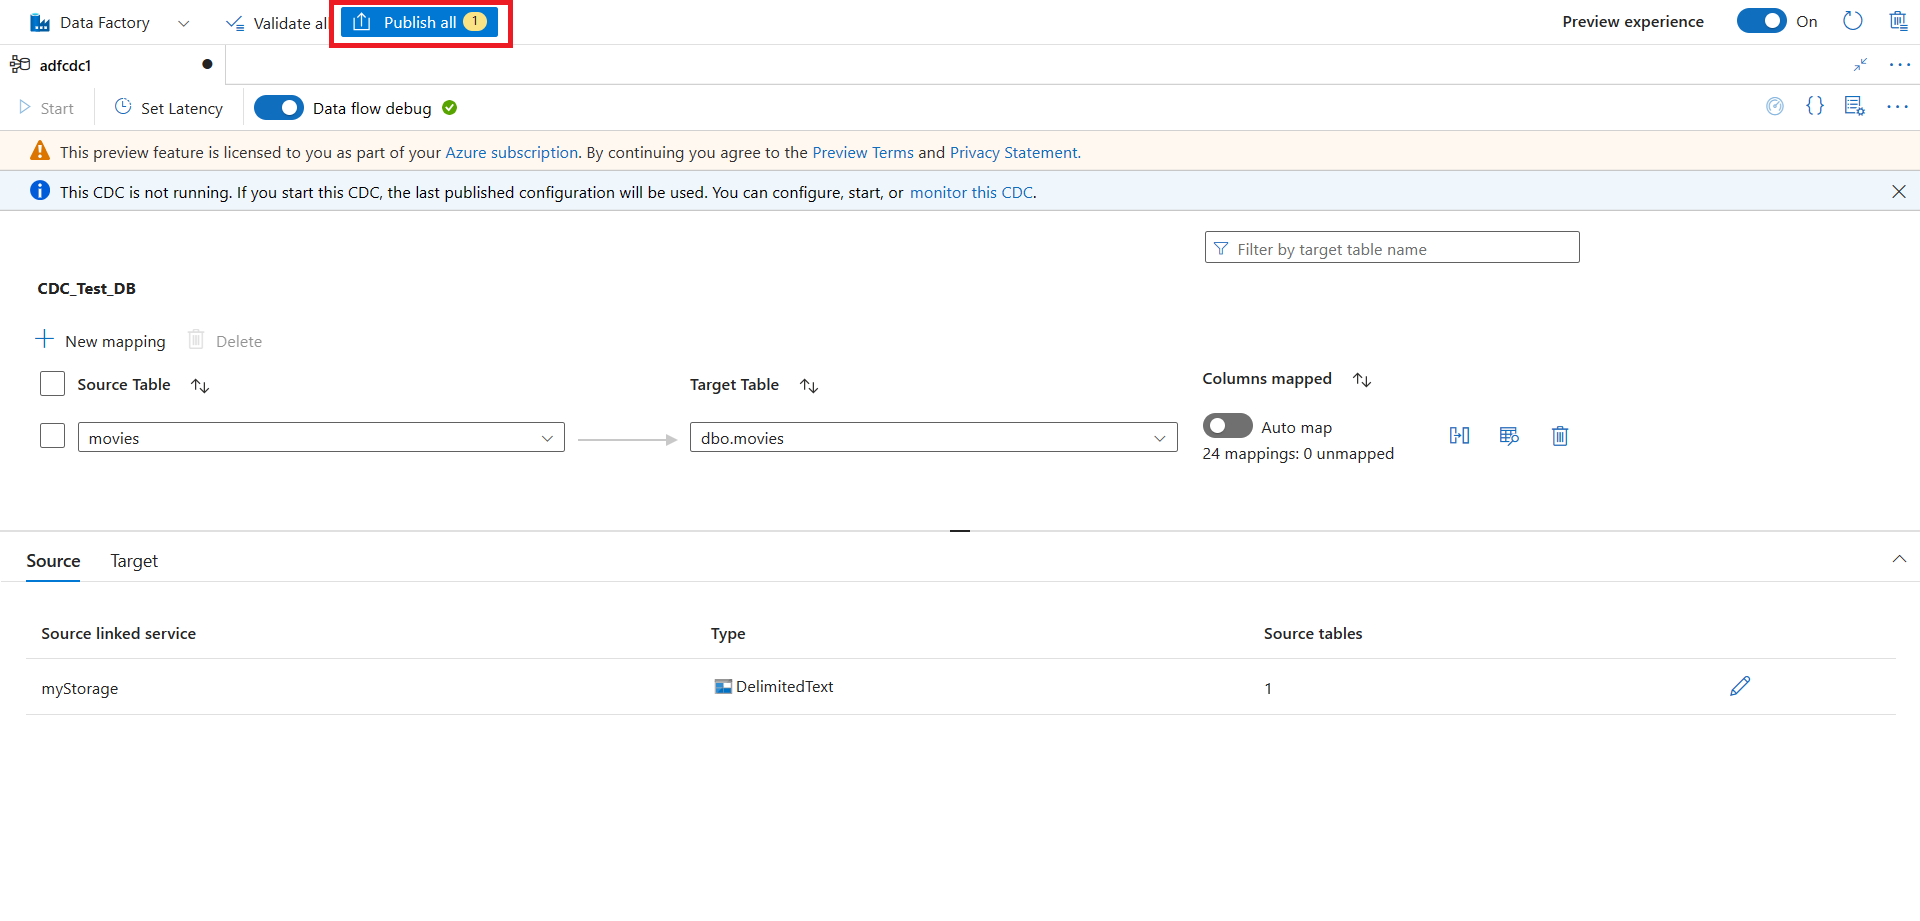 Data Factory Validate all Publish all 1 Preview experience On
adfcdc1
Start Set Latency Data flow debug
This preview feature is licensed to you as part of your Azure subscription. By continuing you agree to the Preview Terms and Privacy Statement.
This CDC is not running. If you start this CDC, the last published configuration will be used. You can configure, start, or monitor this CDC.
Filter by target table name
CDC_Test_DB
New mapping Delete
Source Table Target Table Columns mapped
movies dbo.movies Auto map
24 mappings: 0 unmapped
Source Target
Source linked service Type Source tables
myStorage DelimitedText 1